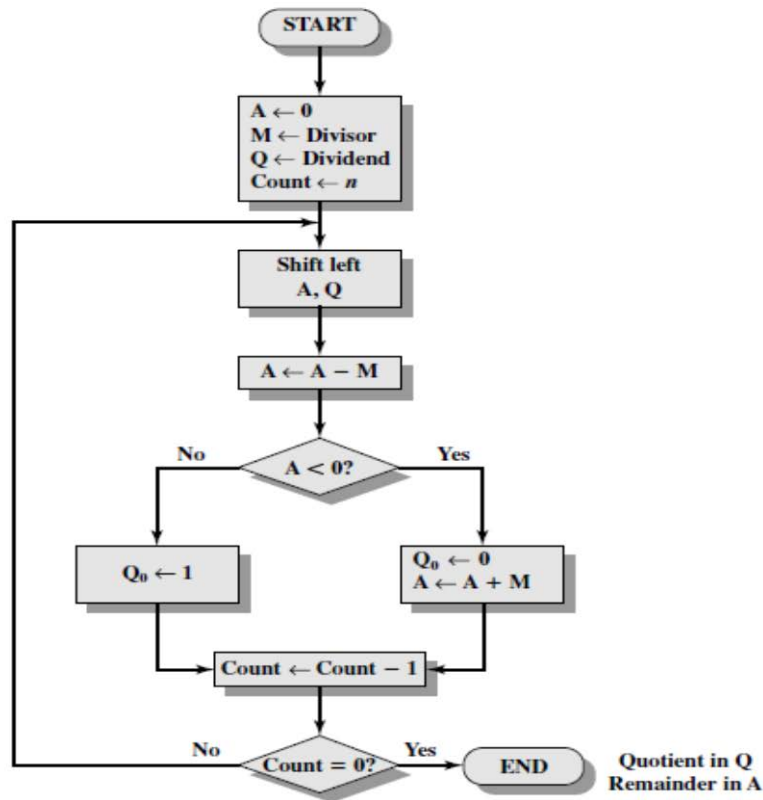 START
A ← 0
M ← Divisor
Q ← Dividend
Count ← n
Shift left
A, Q
A ← A − M
No
A < 0?
Yes
Q₀ ← 1
Q₀ ← 0
A ← A + M
Count ← Count − 1
No
Count = 0?
Yes
END
Quotient in Q
Remainder in A